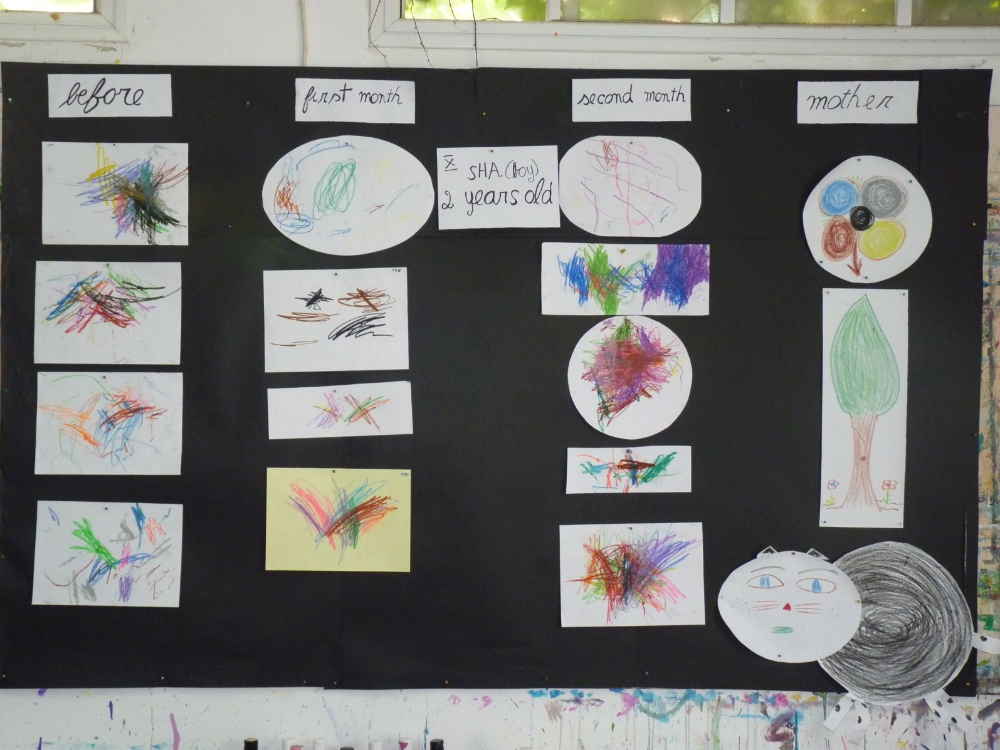 before
first month
second month
mother
X
SHA. (boy)
2 years old